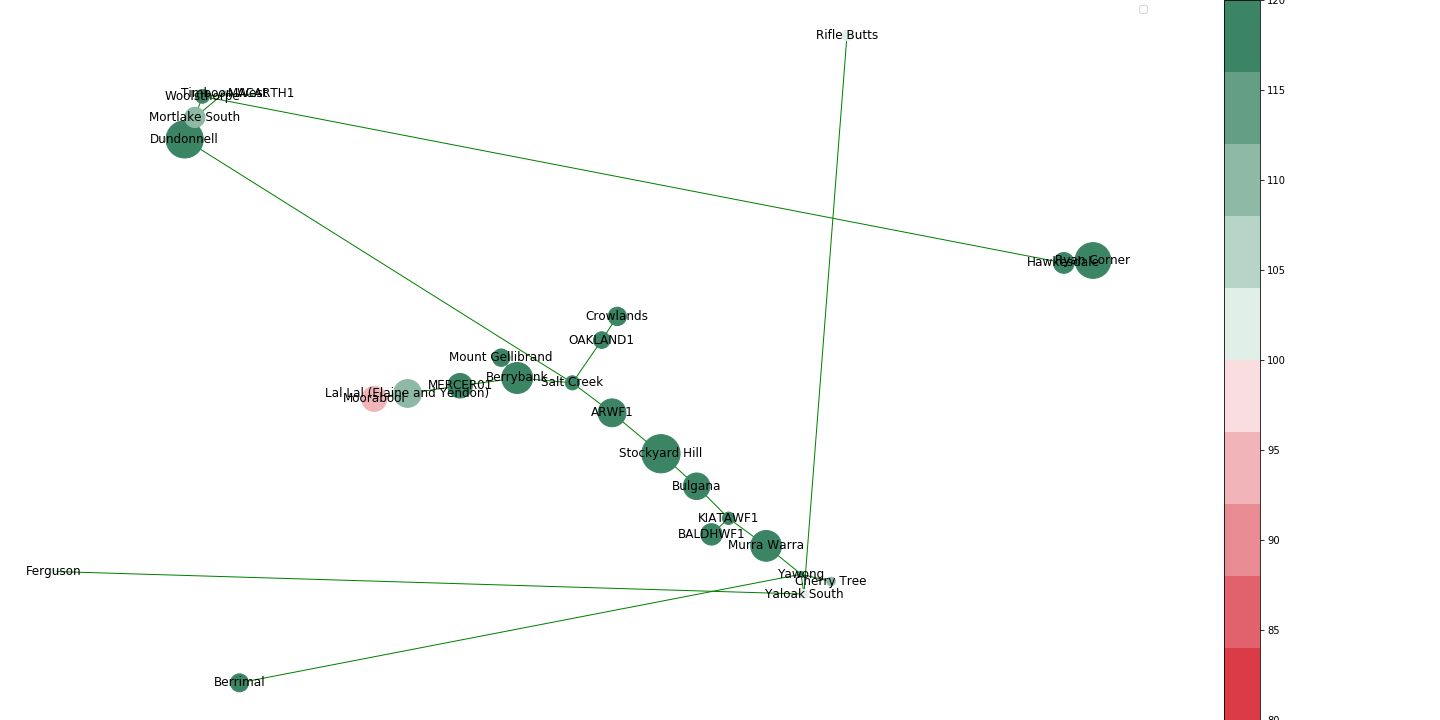 120
Rifle Butts
115
Timboon West
MACARTH1
Woolsthorpe
Mortlake South
Dundonnell
110
105
Ryan Corner
Hawkesdale
Crowlands
OAKLAND1
100
Mount Gellibrand
Berrybank
Salt Creek
MERCER01
Lal Lal (Elaine and Yendon)
Moorabool
ARWF1
95
Stockyard Hill
Bulgana
KIATAWF1
BALDHWF1
90
Murra Warra
Ferguson
Yawong
Cherry Tree
Yaloak South
85
Berrimal
80